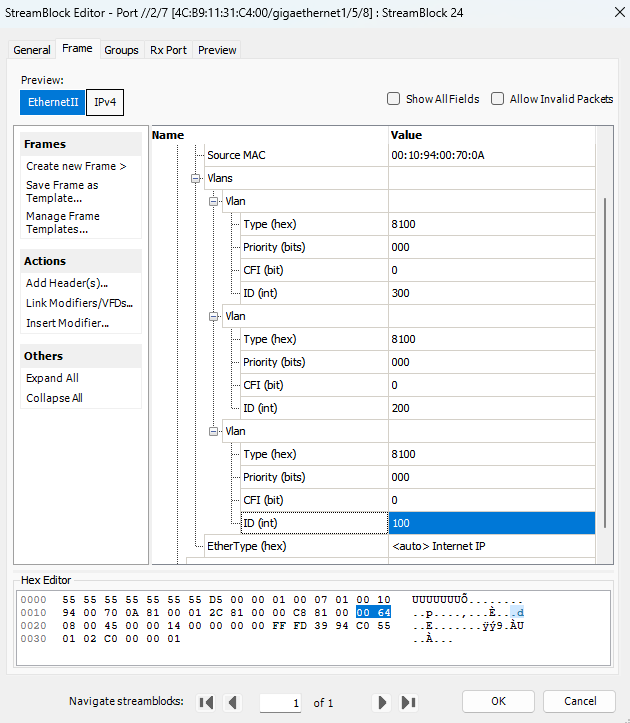 StreamBlock Editor - Port //2/7 [4C:B9:11:31:C4:00/gigaethernet1/5/8] : StreamBlock 24
General Frame Groups Rx Port Preview
Preview:
EthernetII IPv4
Show All Fields Allow Invalid Packets
Frames
Create new Frame >
Save Frame as
Template...
Manage Frame
Templates...
Actions
Add Header(s)...
Link Modifiers/VFDs...
Insert Modifier...
Others
Expand All
Collapse All
Name Value
Source MAC 00:10:94:00:70:0A
Vlans
Vlan
Type (hex) 8100
Priority (bits) 000
CFI (bit) 0
ID (int) 300
Vlan
Type (hex) 8100
Priority (bits) 000
CFI (bit) 0
ID (int) 200
Vlan
Type (hex) 8100
Priority (bits) 000
CFI (bit) 0
ID (int) 100
EtherType (hex) <auto> Internet IP
Hex Editor
0000 55 55 55 55 55 55 55 D5 00 00 01 00 07 01 00 10 UUUUUUUÕ........
0010 94 00 70 0A 81 00 01 2C 81 00 00 C8 81 00 00 64 ..p....,...È...d
0020 08 00 45 00 00 14 00 00 00 00 FF FD 39 94 C0 55 ..E.......ÿý9.ÀU
0030 01 02 C0 00 00 01 ..À...
Navigate streamblocks: 1 of 1 OK Cancel